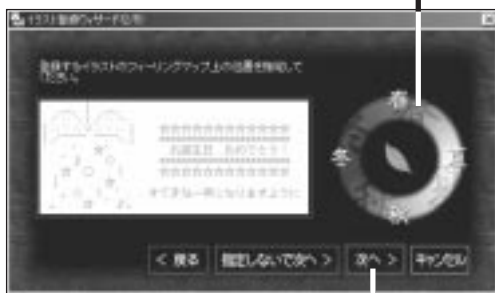 イラスト登録ウィザード
登録するイラストのフィーリングマップ上の位置を指定して
ください。
お誕生日 おめでとう!
すてきな一年になりますように
春
夏
秋
冬
< 戻る
指定しないで次へ >
次へ >
キャンセル